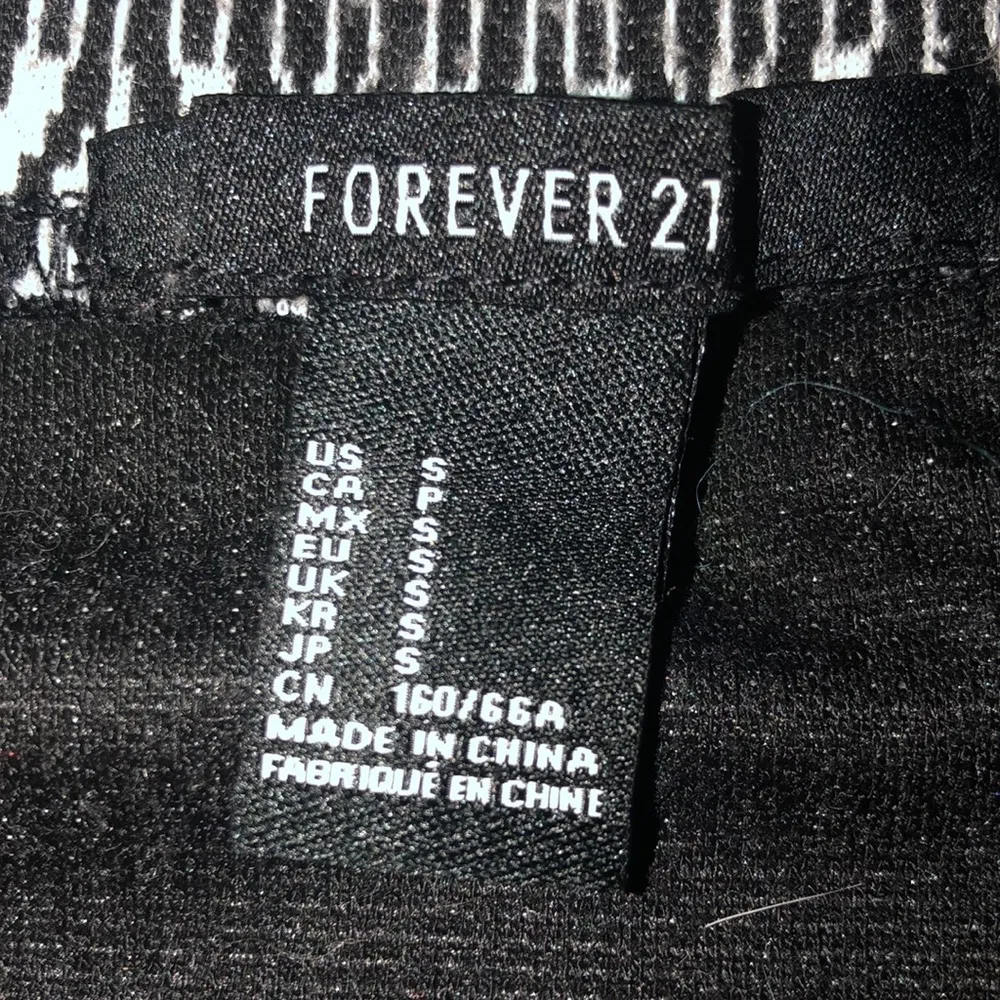 FOREVER 21
US S
CA P
MX S
EU S
UK S
KR S
JP S
CN 160/66A
MADE IN CHINA
FABRIQUÉ EN CHINE